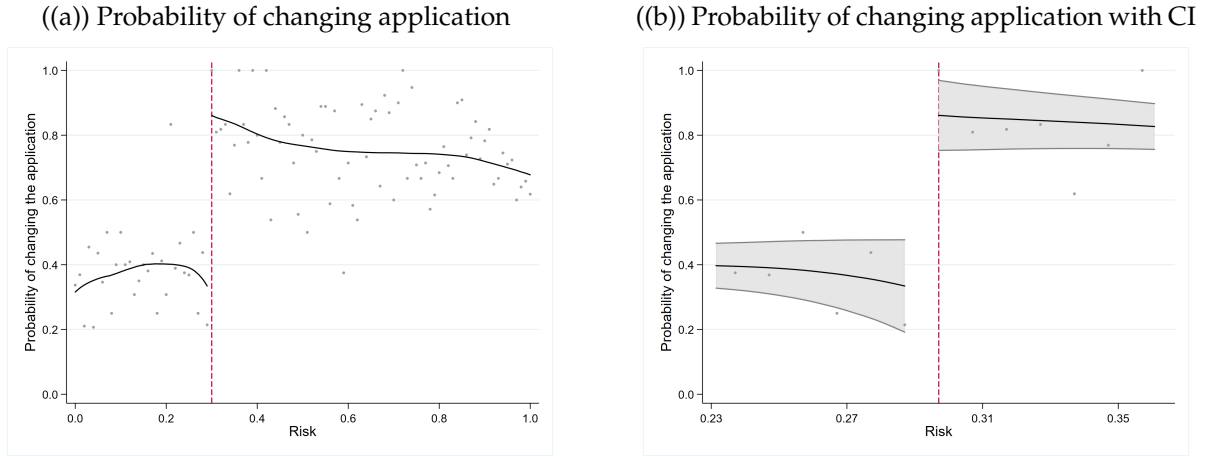 ((a)) Probability of changing application
Probability of changing the application
1.0
0.8
0.6
0.4
0.2
0.0
0.0 0.2 0.4 0.6 0.8 1.0
Risk
((b)) Probability of changing application with CI
Probability of changing the application
1.0
0.8
0.6
0.4
0.2
0.0
0.23 0.27 0.31 0.35
Risk